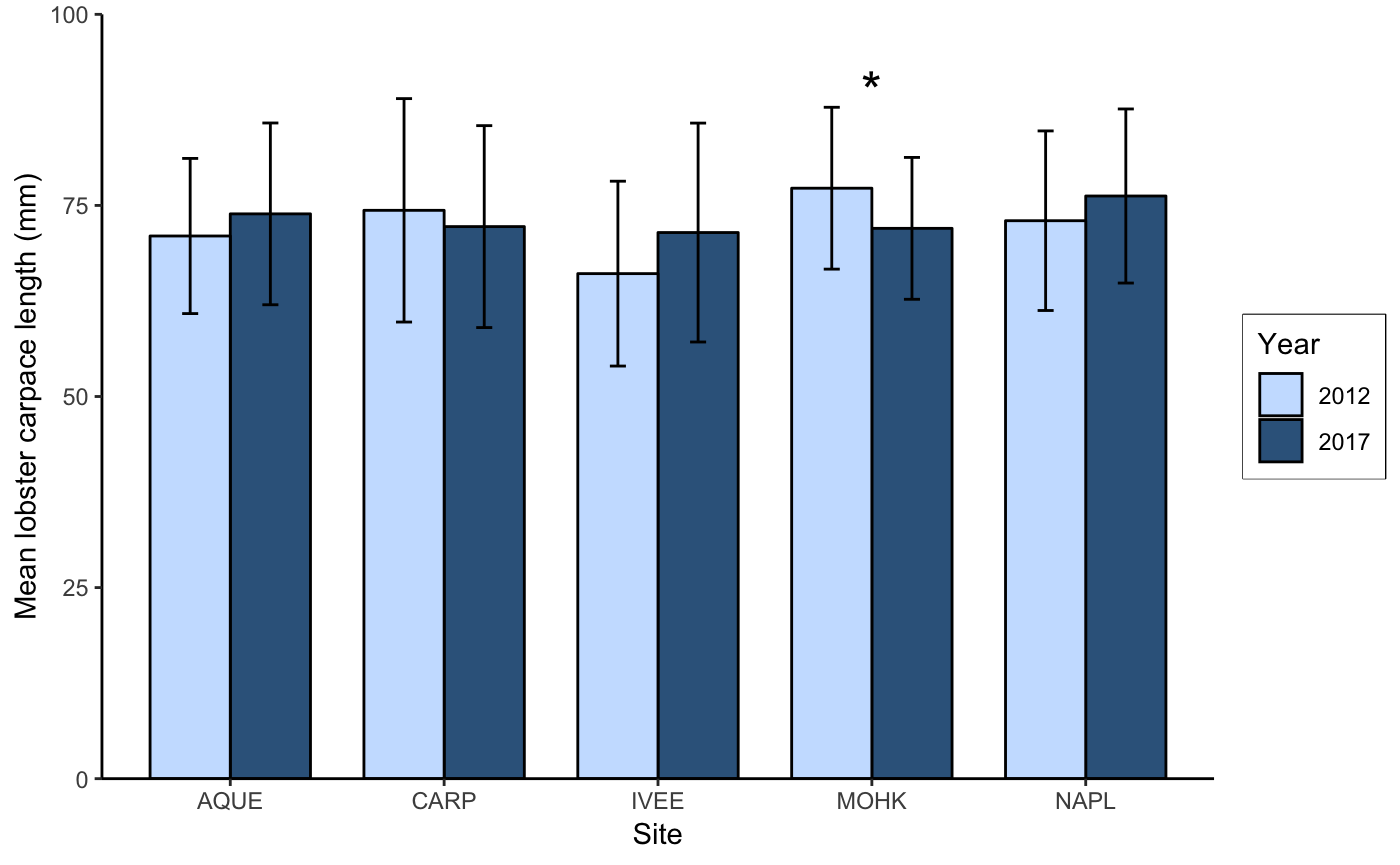 100
75
50
25
0
Mean lobster carpace length (mm)
*
AQUE CARP IVEE MOHK NAPL
Site
Year
2012
2017